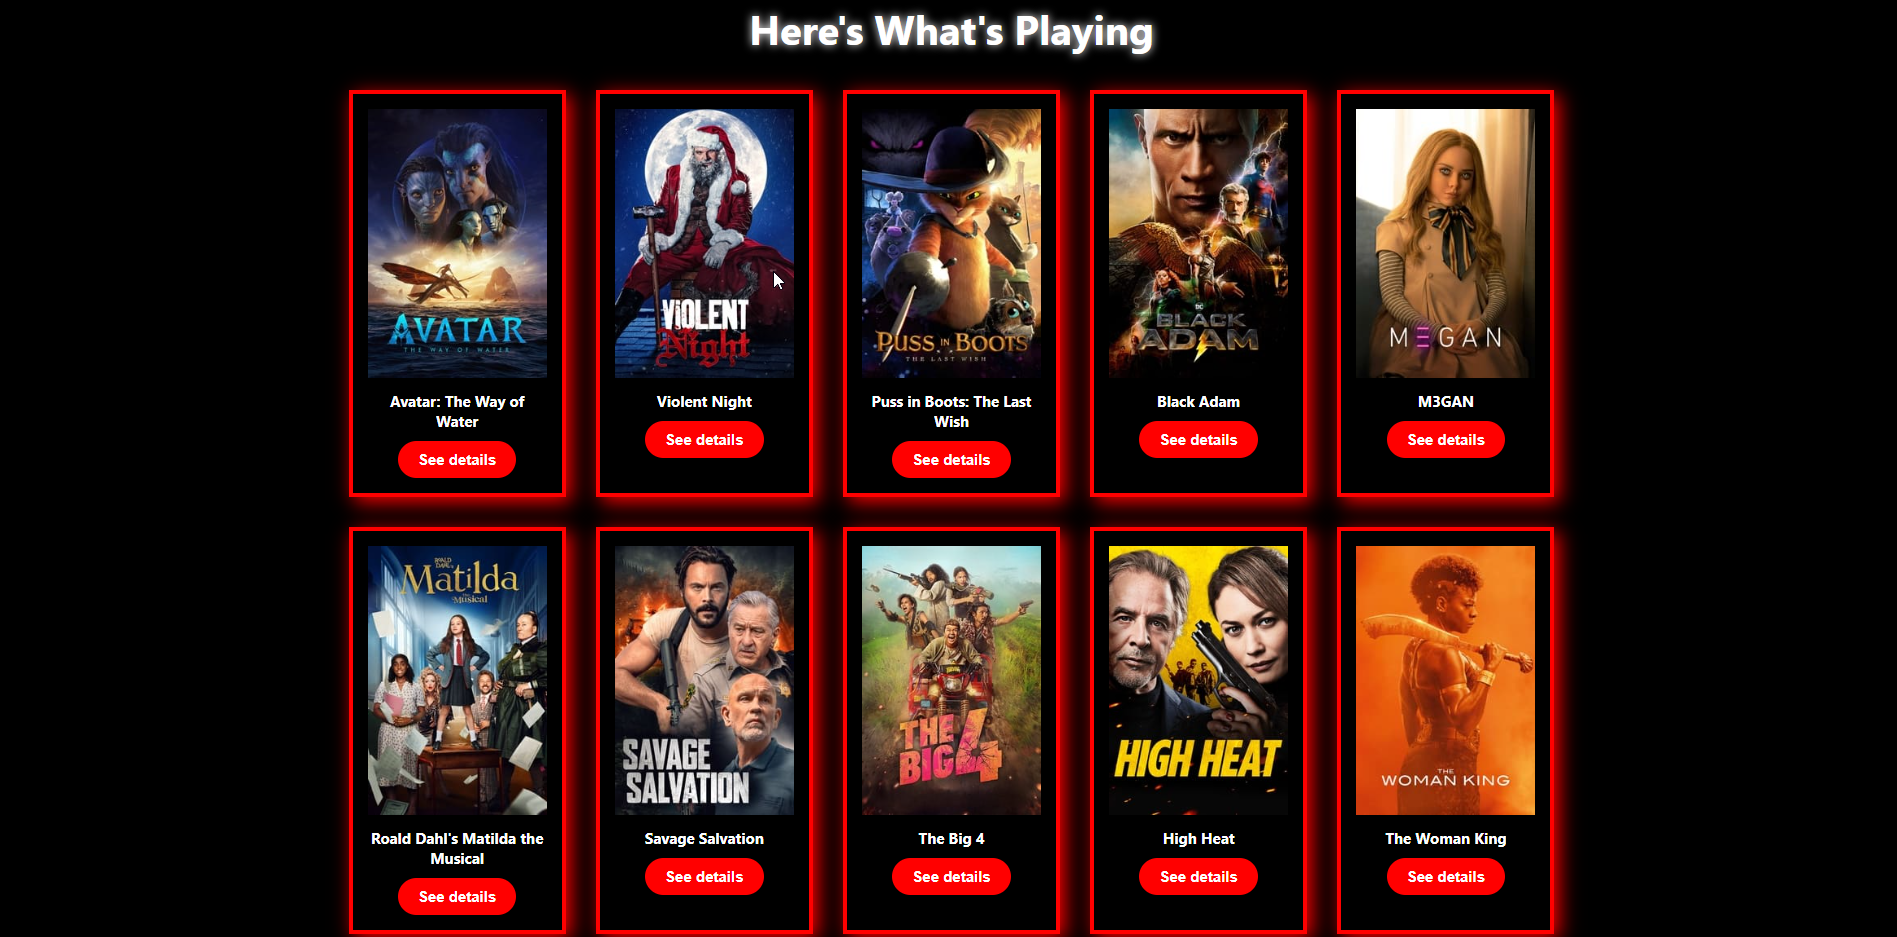 Here's What's Playing
AVATAR
THE WAY OF WATER
VIOLENT
Night
PUSS IN BOOTS
THE LAST WISH
DC
BLACK
ADAM
M3GAN
Avatar: The Way of
Water
See details
Violent Night
See details
Puss in Boots: The Last
Wish
See details
Black Adam
See details
M3GAN
See details
ROALD
DAHL'S
Matilda
The
Musical
SAVAGE
SALVATION
THE
BIG 4
HIGH HEAT
THE
WOMAN KING
Roald Dahl's Matilda the
Musical
See details
Savage Salvation
See details
The Big 4
See details
High Heat
See details
The Woman King
See details